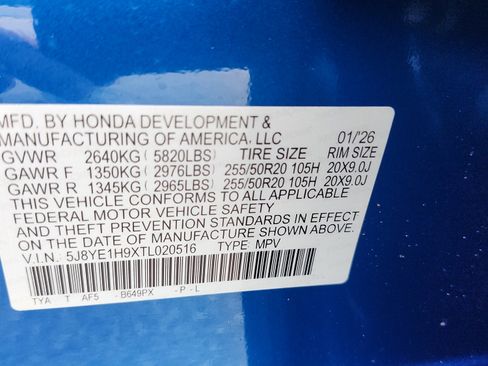 MFD. BY HONDA DEVELOPMENT &
MANUFACTURING OF AMERICA, LLC 01/'26
GVWR 2640KG ( 5820LBS) TIRE SIZE RIM SIZE
GAWR F 1350KG ( 2976LBS) 255/50R20 105H 20X9.0J
GAWR R 1345KG ( 2965LBS) 255/50R20 105H 20X9.0J
THIS VEHICLE CONFORMS TO ALL APPLICABLE
FEDERAL MOTOR VEHICLE SAFETY
AND THEFT PREVENTION STANDARDS IN EFFECT
ON THE DATE OF MANUFACTURE SHOWN ABOVE.
V.I.N. 5J8YE1H9XTL020516 TYPE: MPV
TYA T AF5 - B649PX - P - L